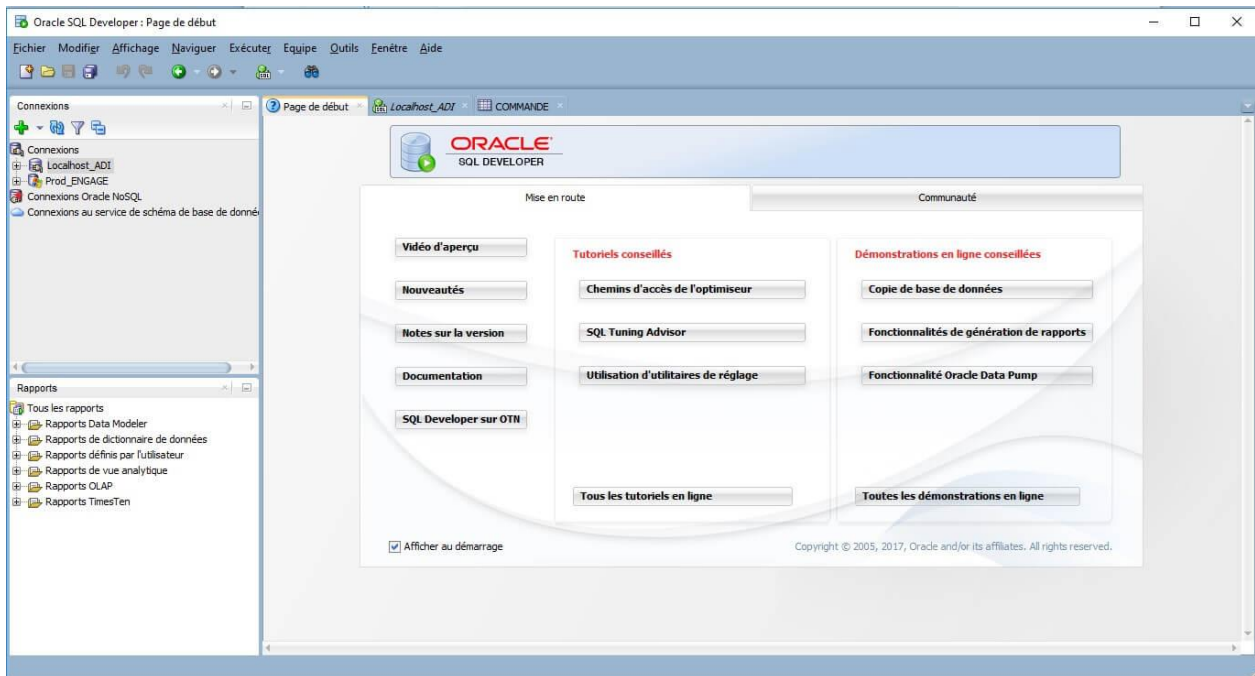 Oracle SQL Developer : Page de début
Fichier Modifier Affichage Naviguer Exécuter Equipe Outils Fenêtre Aide
Connexions
Page de début
Localhost_ADI
COMMANDE
Connexions
Localhost_ADI
Prod_ENGAGE
Connexions Oracle NoSQL
Connexions au service de schéma de base de donné
ORACLE
SQL DEVELOPER
Mise en route
Communauté
Vidéo d'aperçu
Nouveautés
Notes sur la version
Documentation
SQL Developer sur OTN
Tutoriels conseillés
Chemins d'accès de l'optimiseur
SQL Tuning Advisor
Utilisation d'utilitaires de réglage
Tous les tutoriels en ligne
Démonstrations en ligne conseillées
Copie de base de données
Fonctionnalités de génération de rapports
Fonctionnalité Oracle Data Pump
Toutes les démonstrations en ligne
Afficher au démarrage
Copyright © 2005, 2017, Oracle and/or its affiliates. All rights reserved.
Rapports
Tous les rapports
Rapports Data Modeler
Rapports de dictionnaire de données
Rapports définis par l'utilisateur
Rapports de vue analytique
Rapports OLAP
Rapports TimesTen